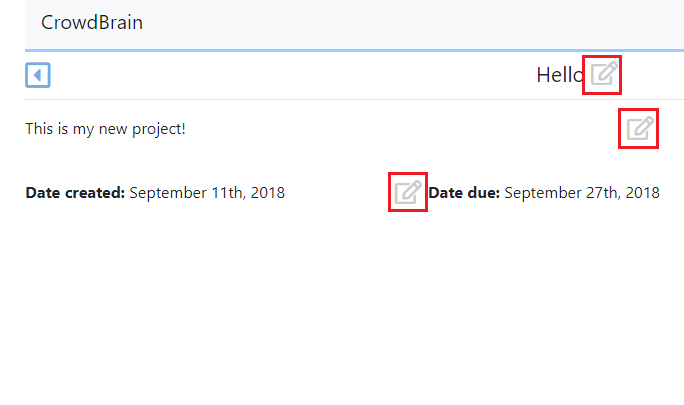 CrowdBrain
Hello
This is my new project!
Date created: September 11th, 2018 Date due: September 27th, 2018